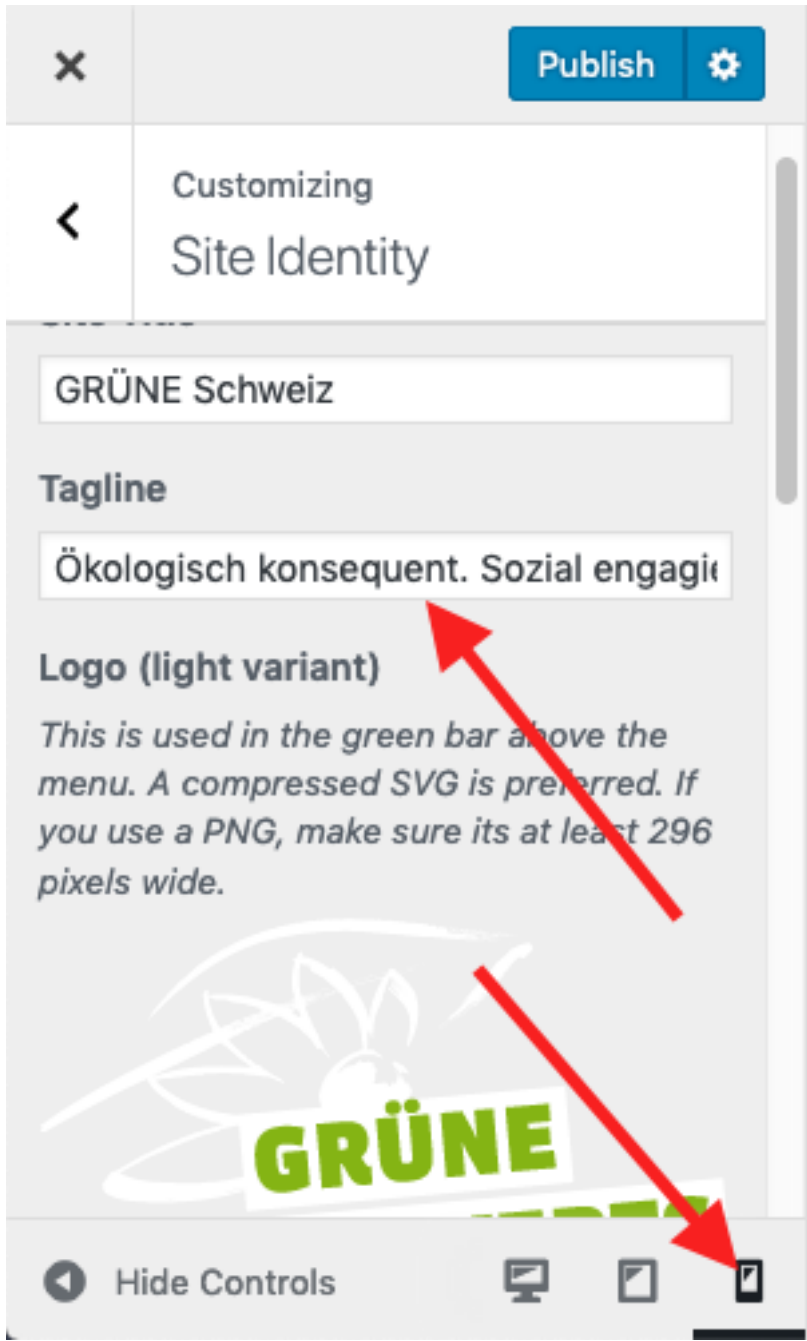 Publish
Customizing
Site Identity
GRÜNE Schweiz
Tagline
Ökologisch konsequent. Sozial engagie
Logo (light variant)
This is used in the green bar above the
menu. A compressed SVG is preferred. If
you use a PNG, make sure its at least 296
pixels wide.
GRÜNE
Hide Controls